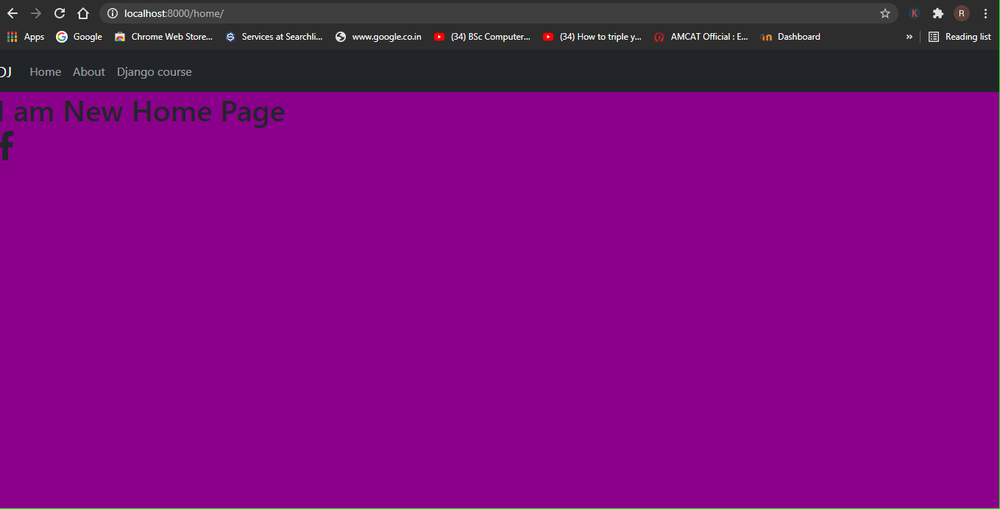 localhost:8000/home/
Apps Google Chrome Web Store... Services at Searchli... www.google.co.in (34) BSc Computer... (34) How to triple y... AMCAT Official : E... Dashboard » Reading list
DJ Home About Django course
I am New Home Page